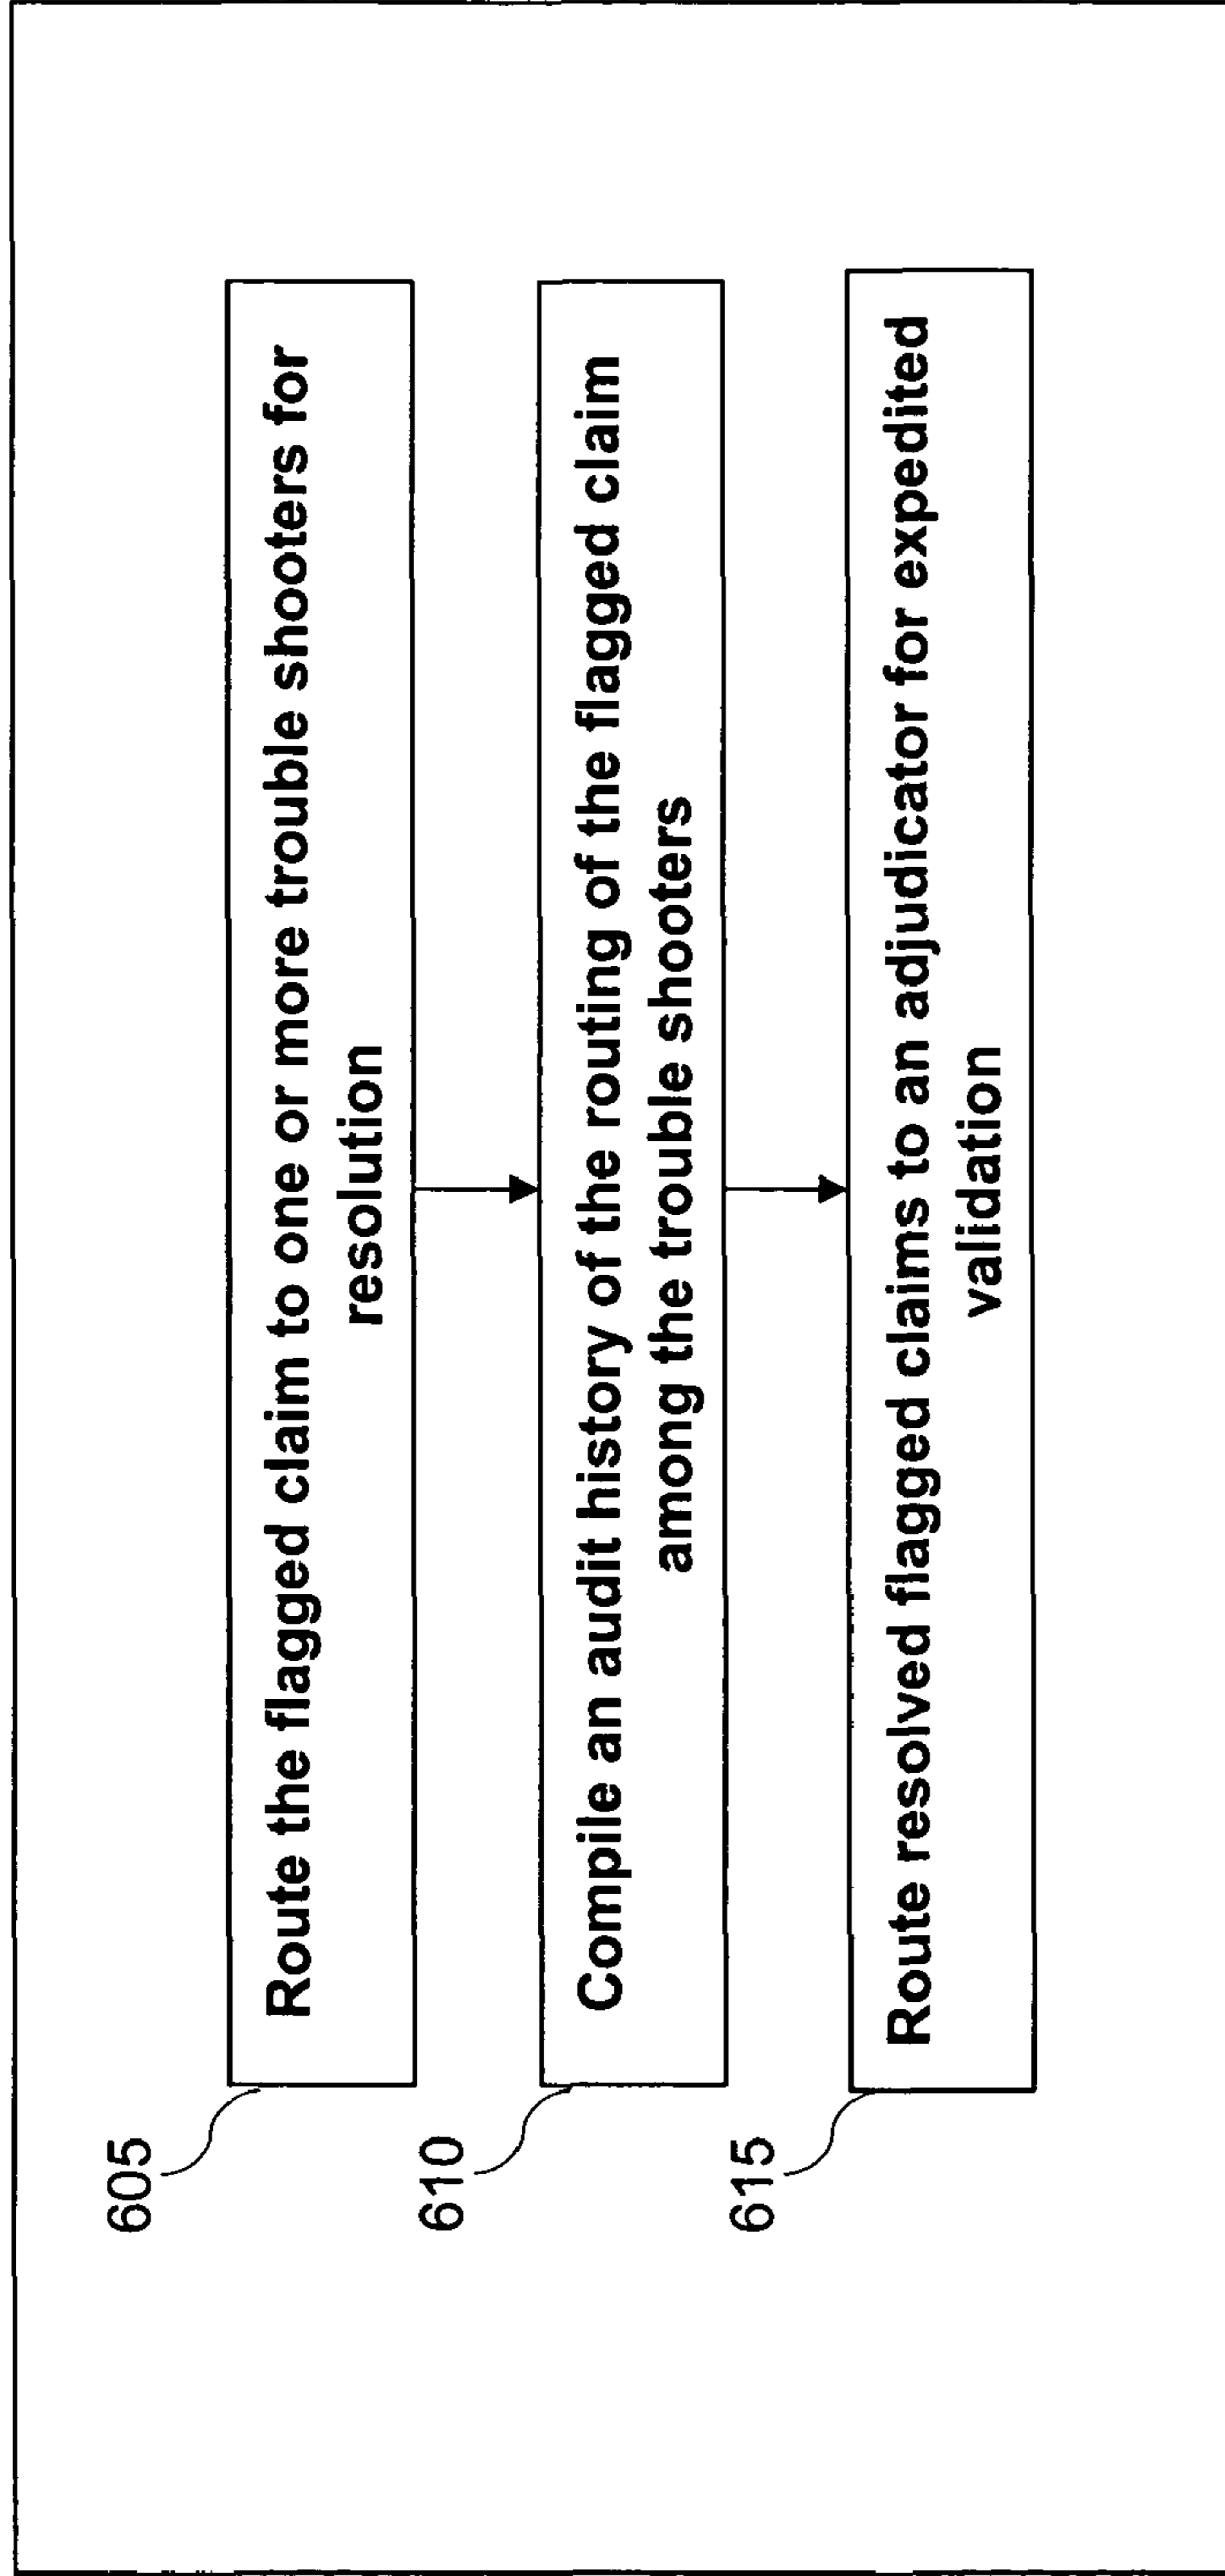 605
Route the flagged claim to one or more trouble shooters for
resolution
610
Compile an audit history of the routing of the flagged claim
among the trouble shooters
615
Route resolved flagged claims to an adjudicator for expedited
validation